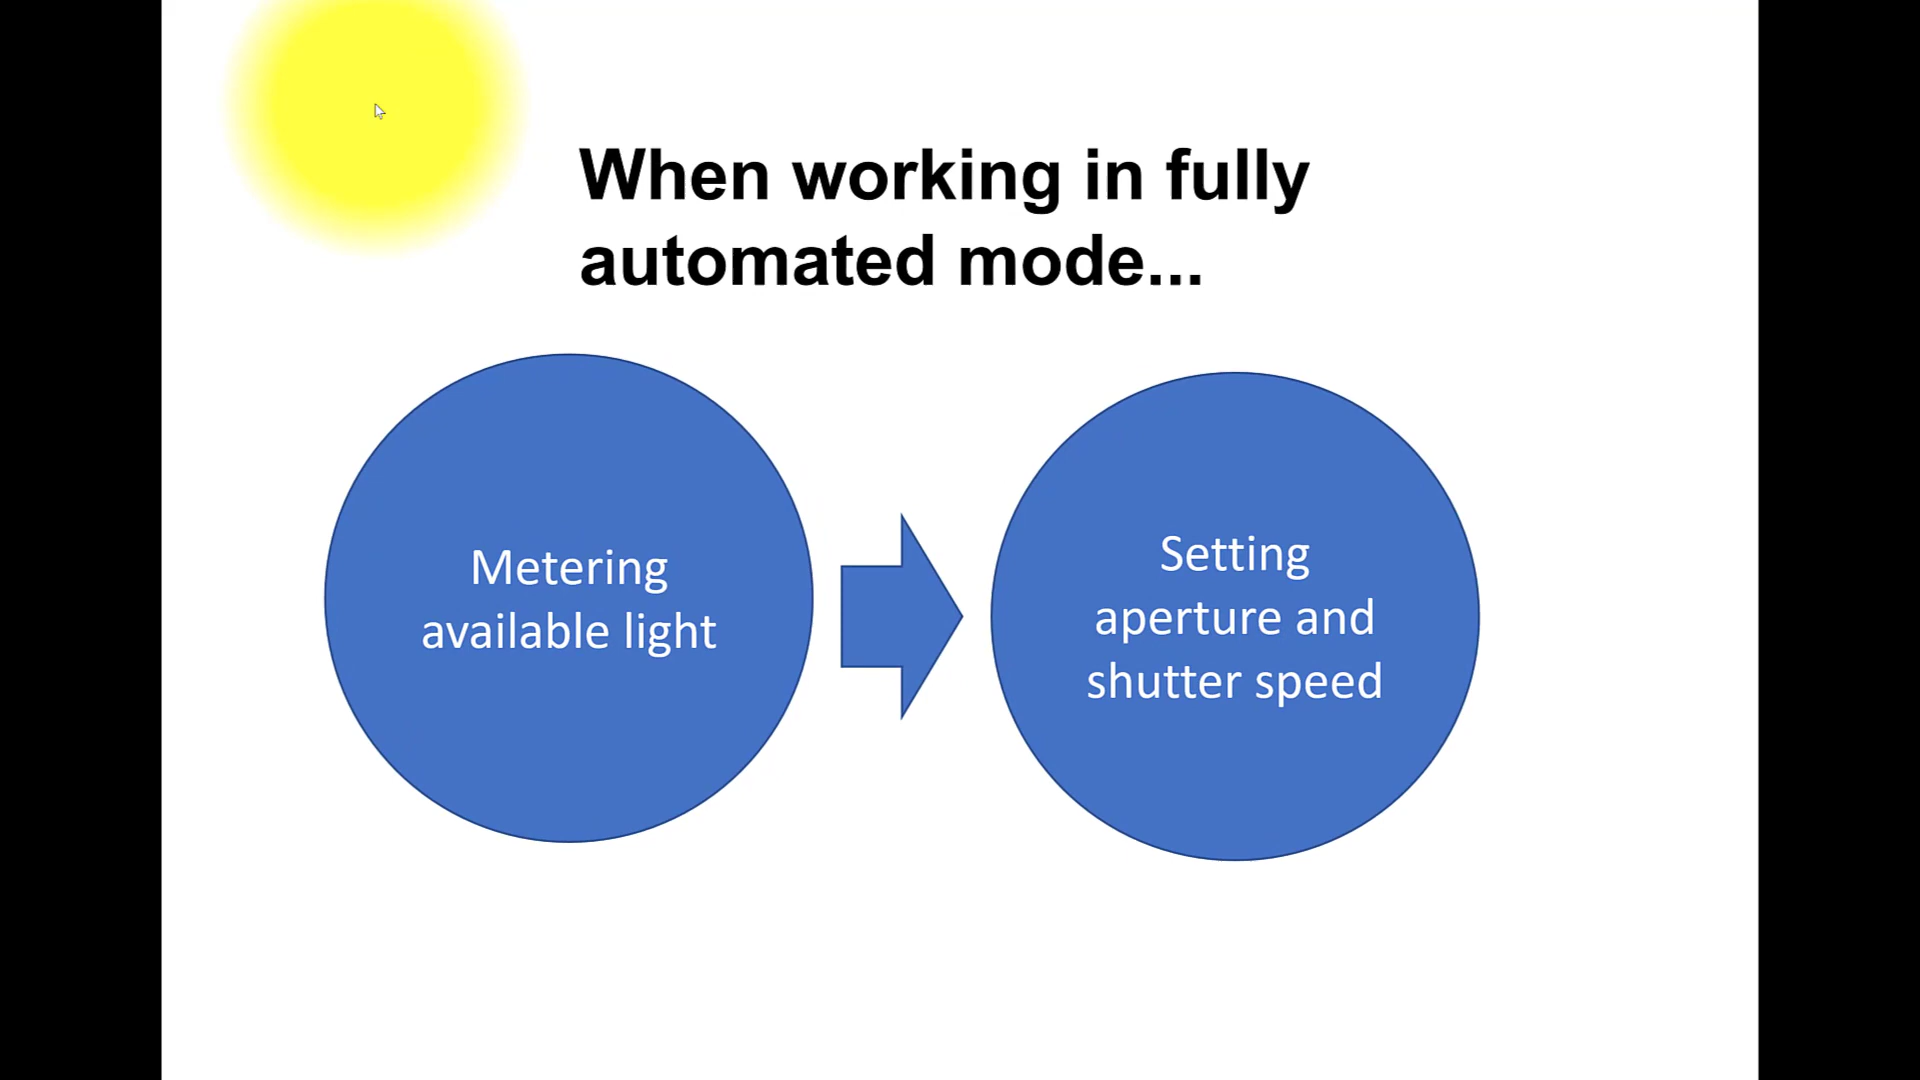 When working in fully
automated mode...
Metering
available light
Setting
aperture and
shutter speed